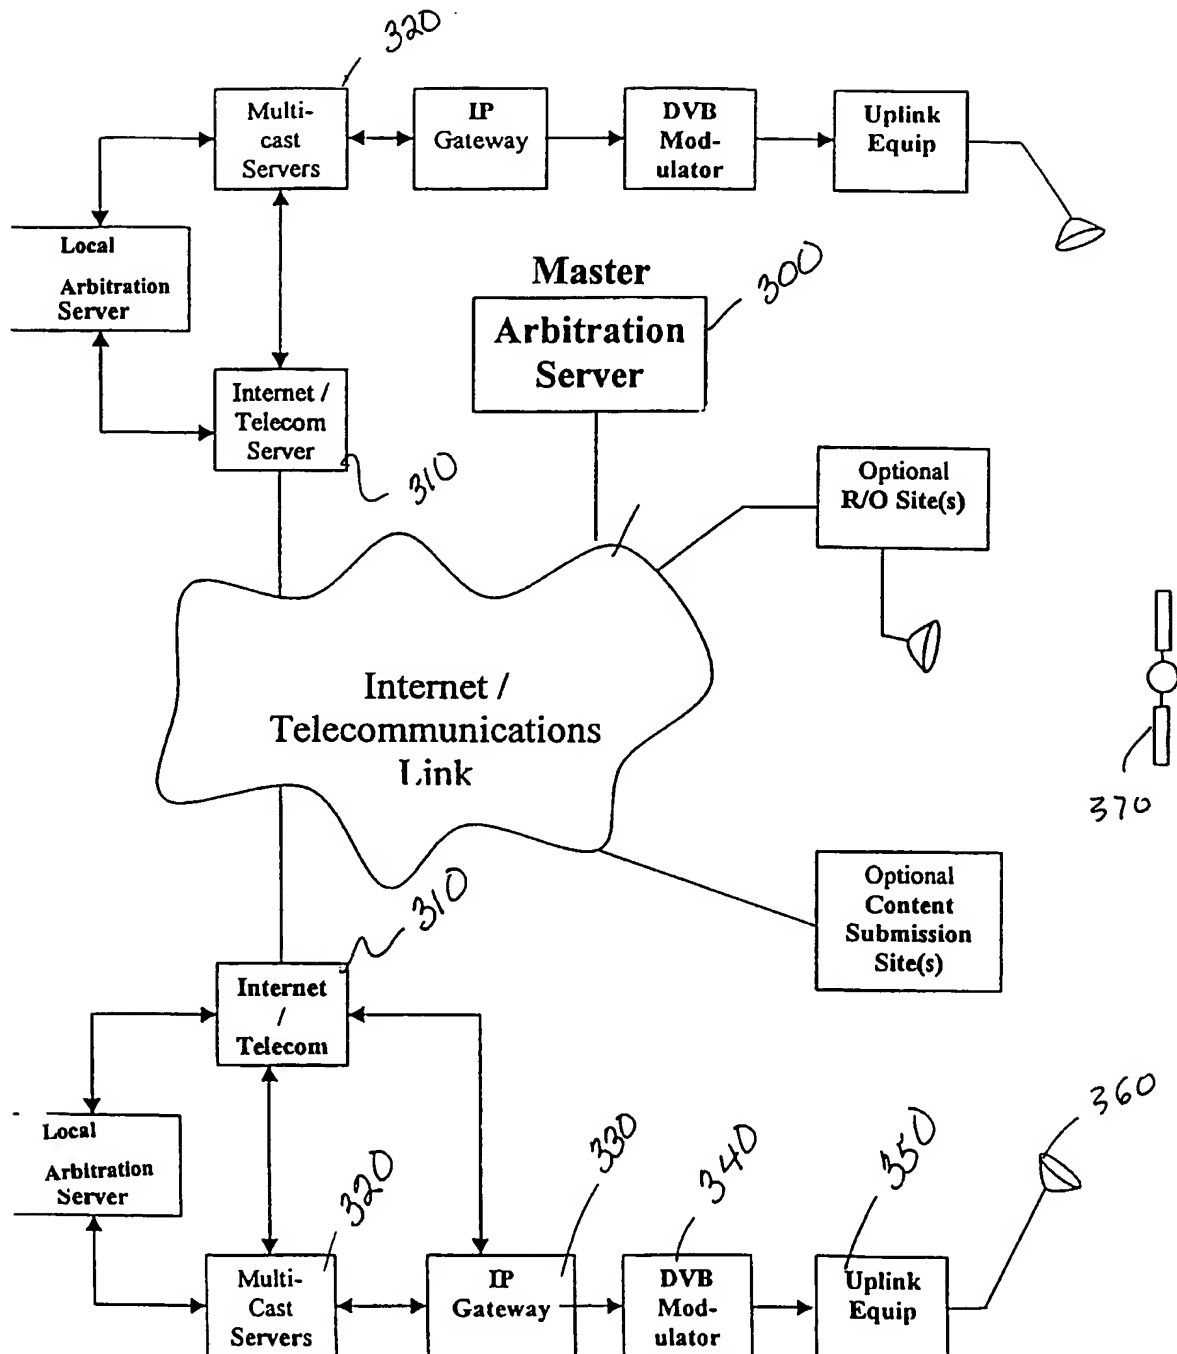 320
Multi-
cast
Servers
IP
Gateway
DVB
Mod-
ulator
Uplink
Equip
Local
Arbitration
Server
Master
Arbitration
Server
300
Internet /
Telecom
Server
310
Optional
R/O Site(s)
Internet /
Telecommunications
Link
370
Optional
Content
Submission
Site(s)
310
Internet
/
Telecom
Local
Arbitration
Server
320
330
340
350
360
Multi-
Cast
Servers
IP
Gateway
DVB
Mod-
ulator
Uplink
Equip